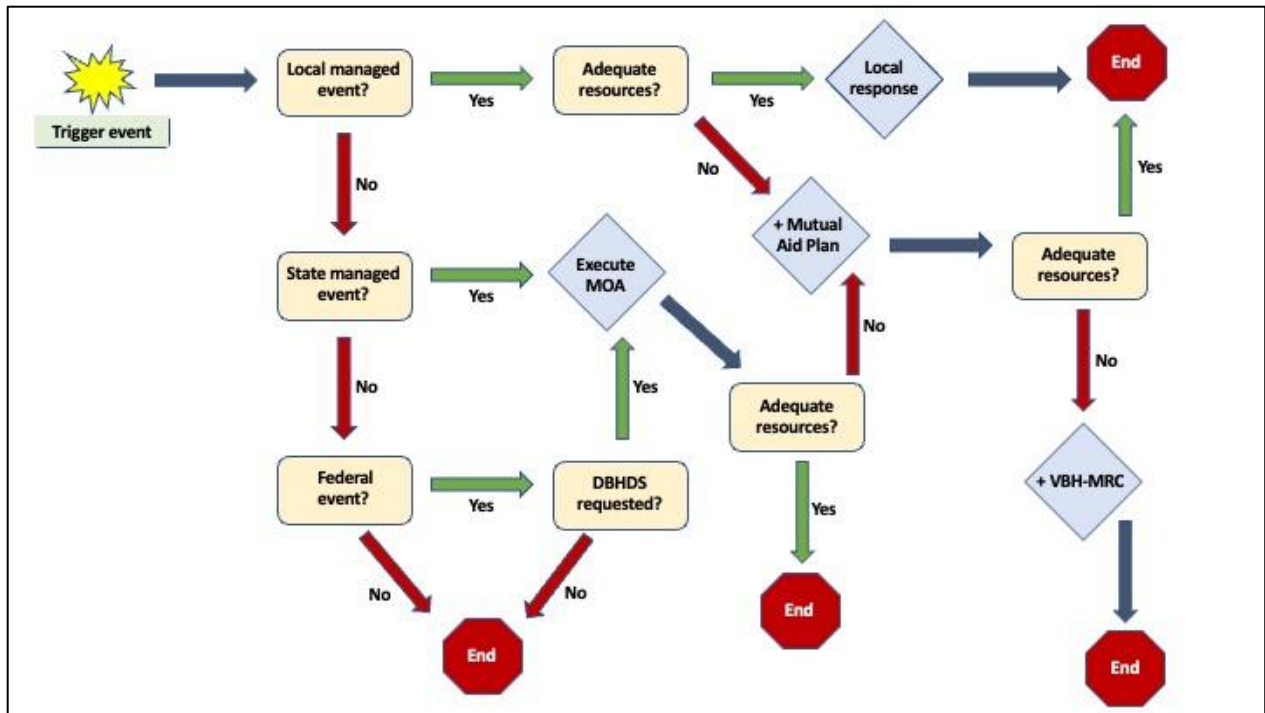 Local managed
event?
Yes
Adequate
resources?
Yes
Local
response
End
Trigger event
No
No
Yes
State managed
event?
Yes
Execute
MOA
+ Mutual
Aid Plan
Adequate
resources?
No
No
Yes
No
Adequate
resources?
Federal
event?
Yes
DBHDS
requested?
Yes
+ VBH-MRC
No
No
End
End
End